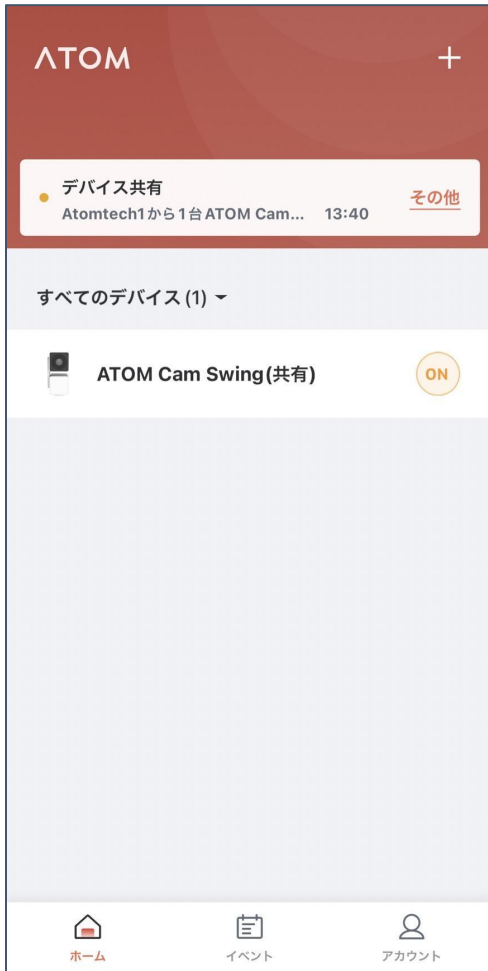 ATOM
デバイス共有
Atomtech1から1台ATOM Cam... 13:40
その他
すべてのデバイス(1)
ATOM Cam Swing(共有)
ON
ホーム
イベント
アカウント